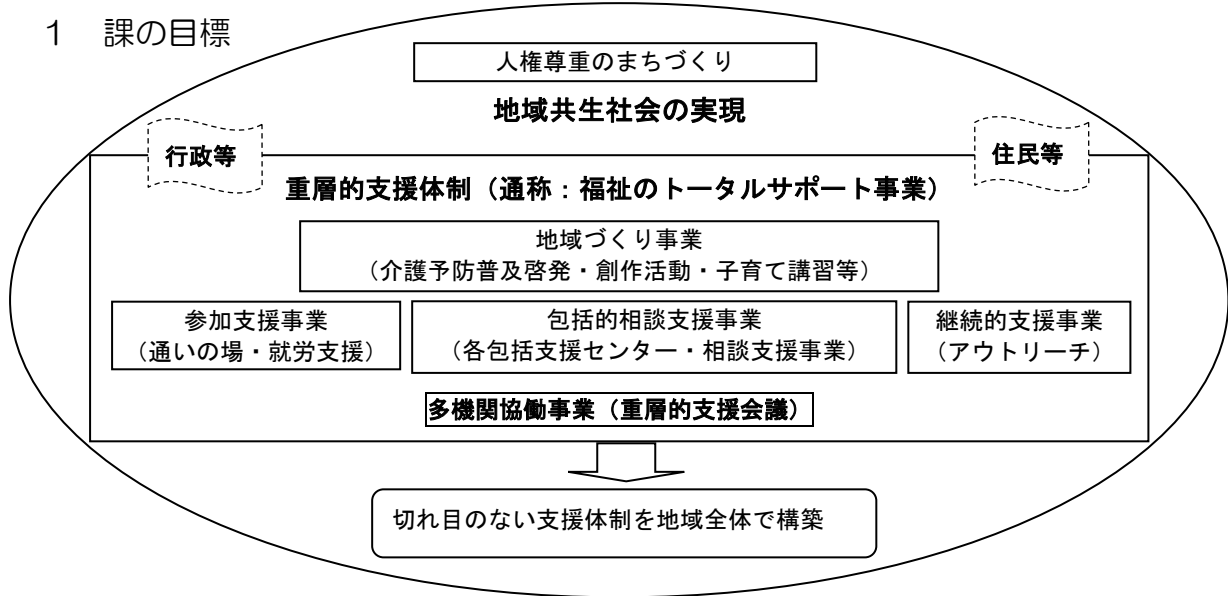 1 課の目標
人権尊重のまちづくり
地域共生社会の実現
行政等
住民等
重層的支援体制（通称：福祉のトータルサポート事業）
地域づくり事業
（介護予防普及啓発・創作活動・子育て講習等）
参加支援事業
（通いの場・就労支援）
包括的相談支援事業
（各包括支援センター・相談支援事業）
継続的支援事業
（アウトリーチ）
多機関協働事業（重層的支援会議）
切れ目のない支援体制を地域全体で構築